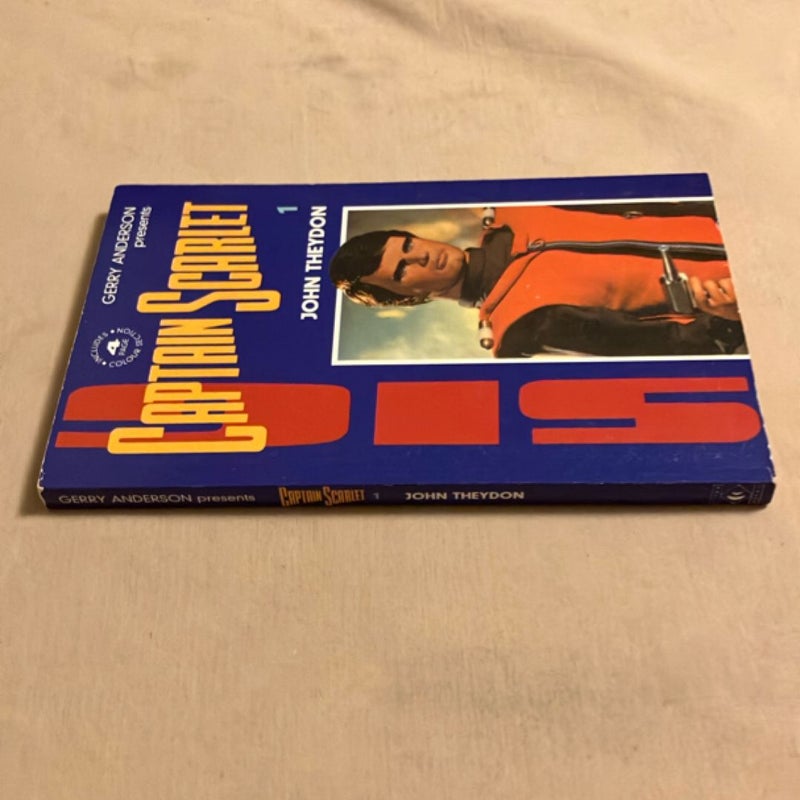 GERRY ANDERSON
presents
CAPTAIN SCARLET
1
JOHN THEYDON
INCLUDES
4
PAGE
COLOUR SECTION
SIG
GERRY ANDERSON presents CAPTAIN SCARLET 1 JOHN THEYDON